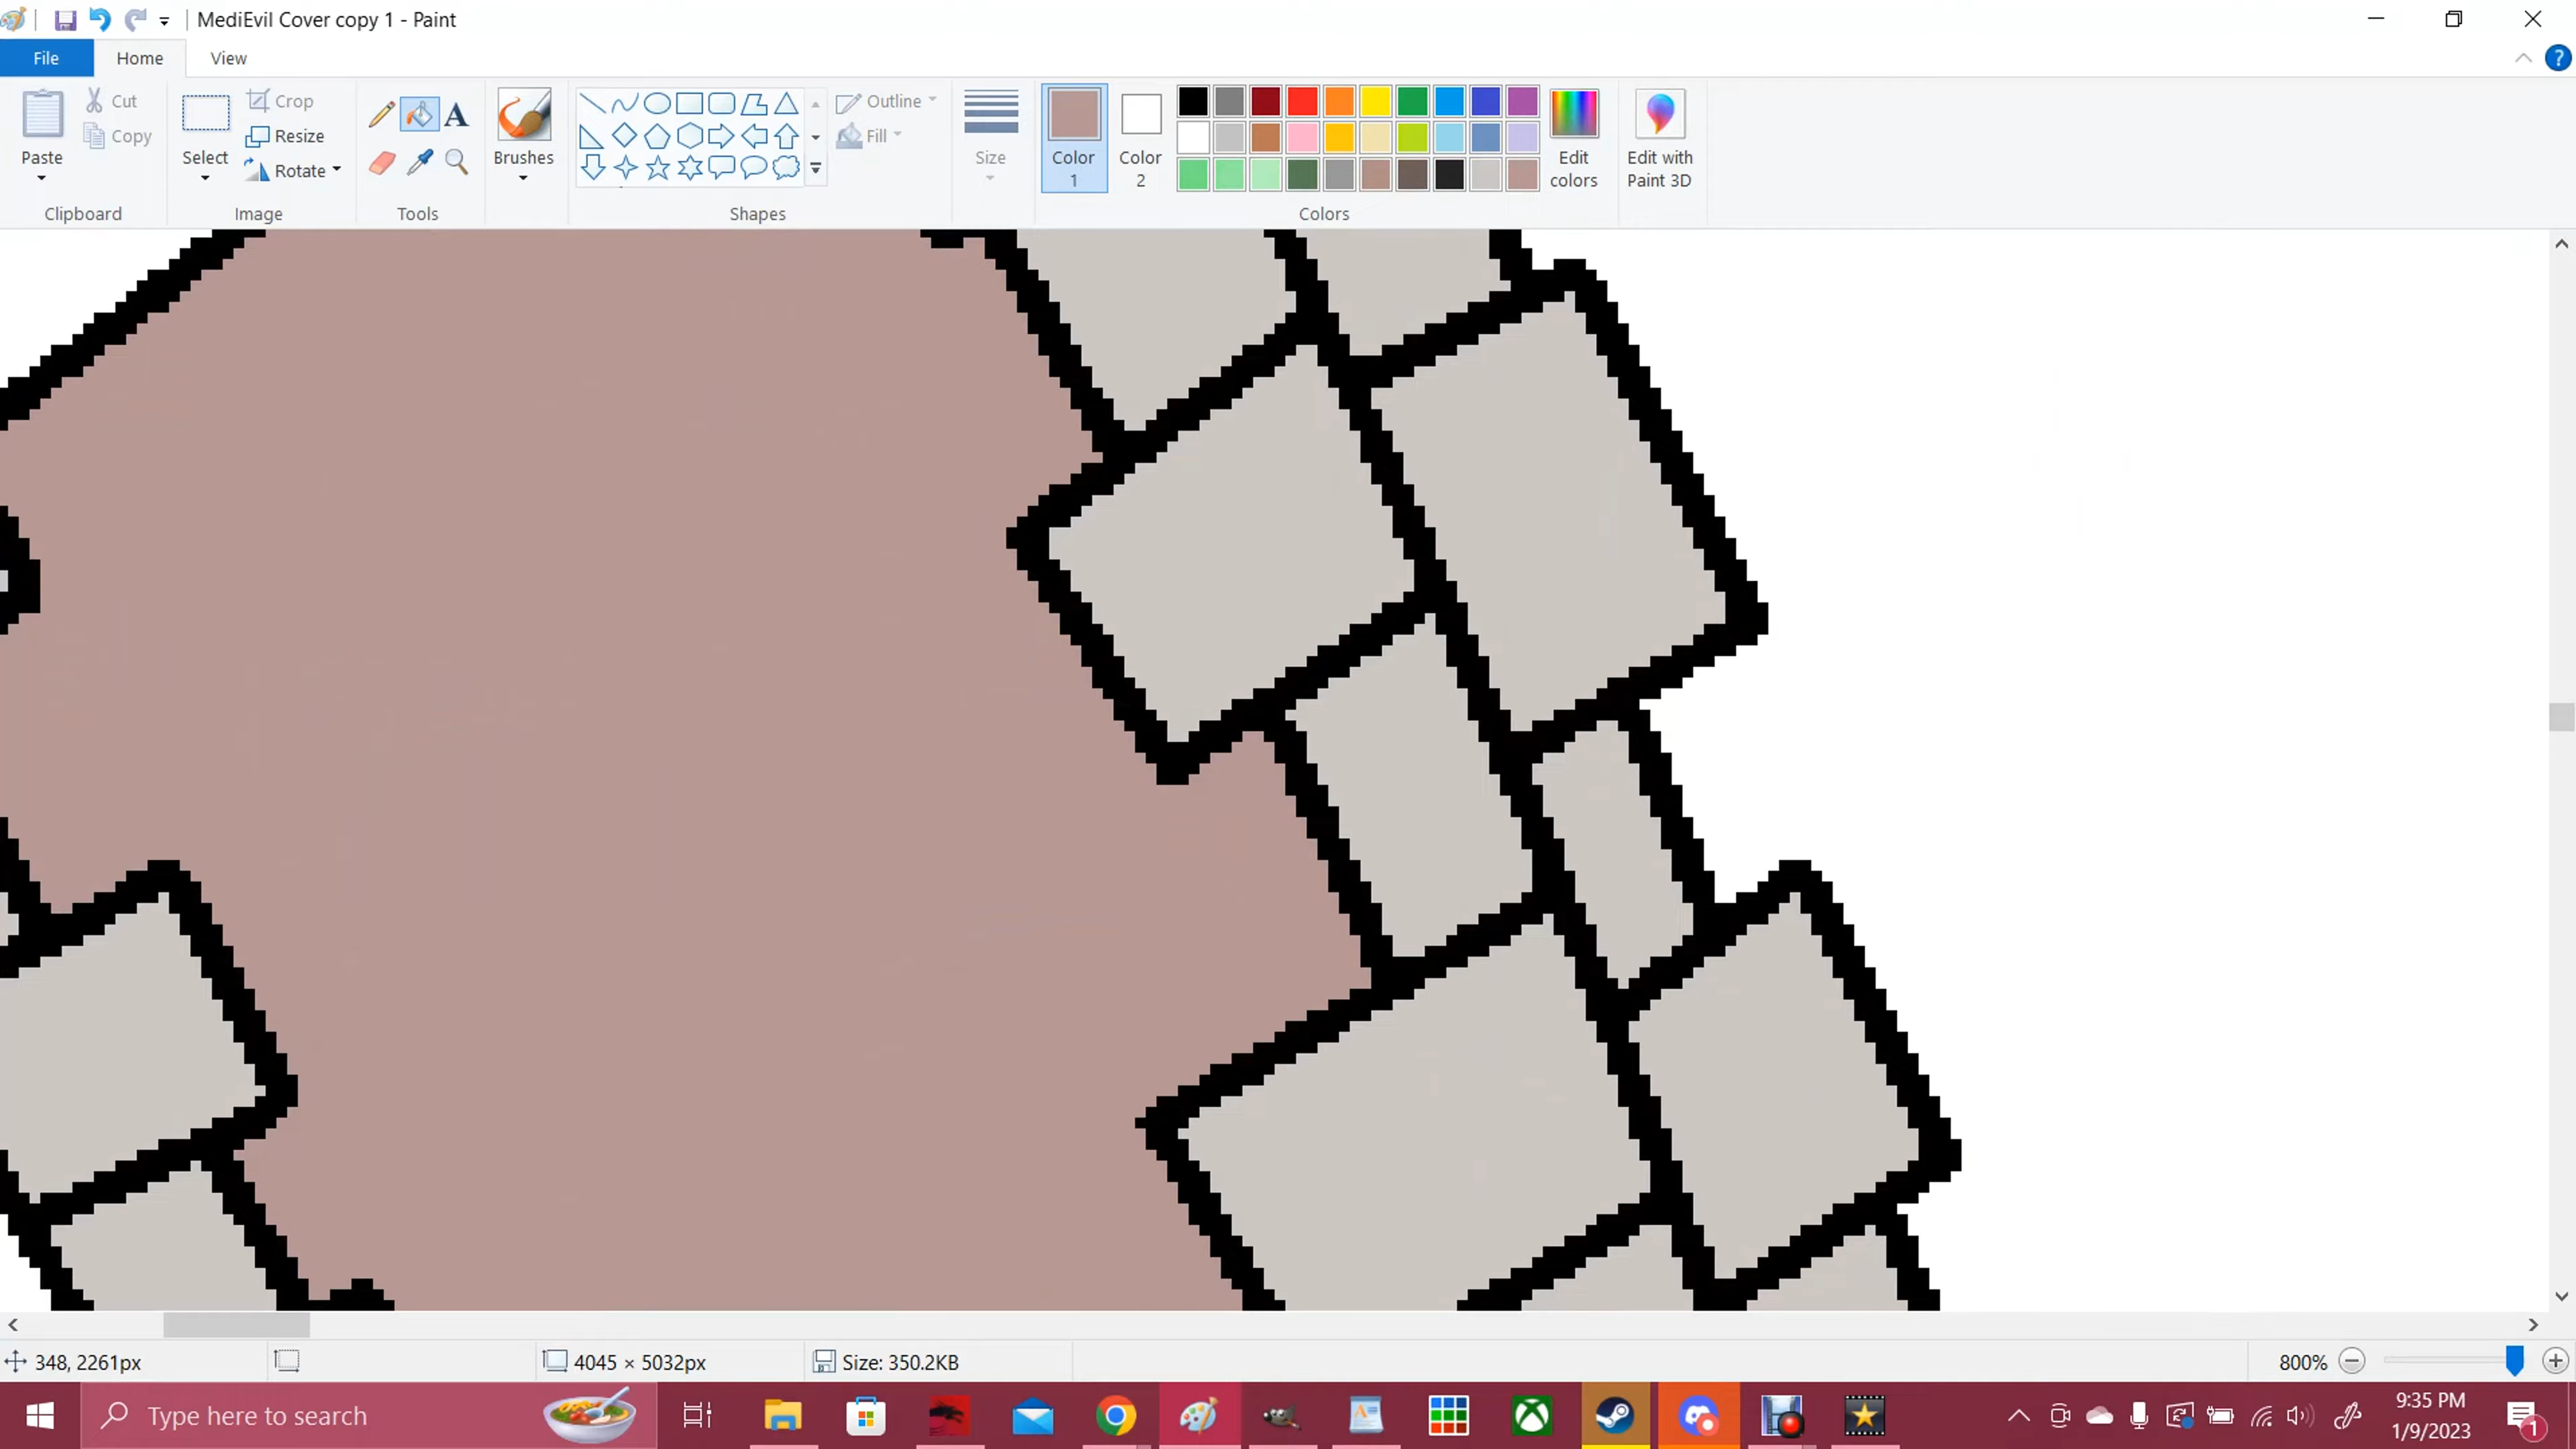 MediEvil Cover copy 1 - Paint
File Home View
Cut
Copy
Paste
Clipboard
Crop
Resize
Rotate
Select
Image
A
Tools
Brushes
Outline
Fill
Shapes
Size
Color 1
Color 2
Colors
Edit colors
Edit with Paint 3D
?
348, 2261px
4045 × 5032px
Size: 350.2KB
800%
Type here to search
9:35 PM
1/9/2023
1